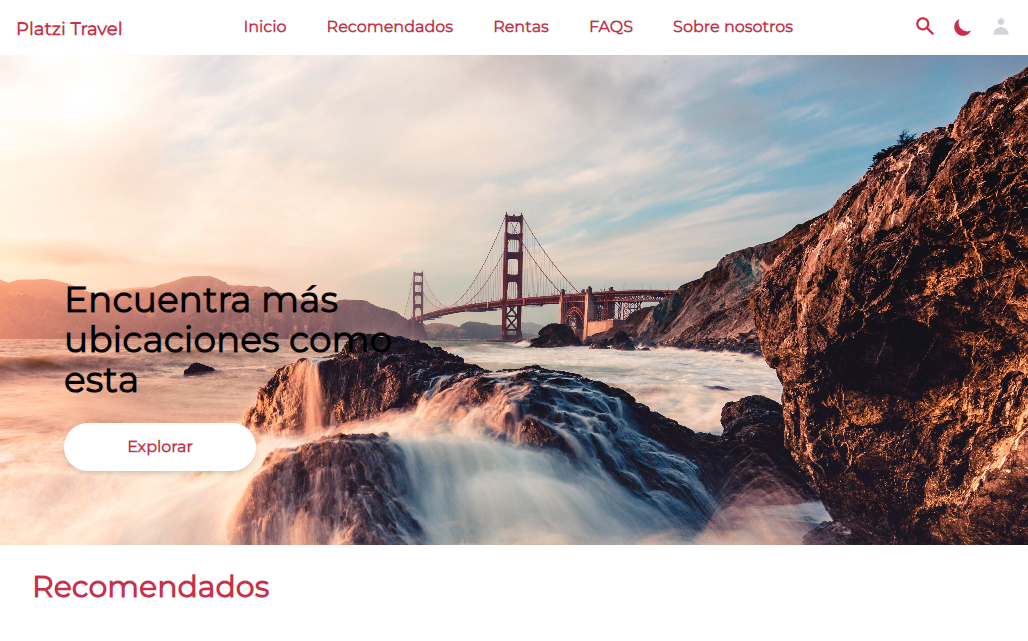 Platzi Travel
Inicio Recomendados Rentas FAQS Sobre nosotros
Encuentra más
ubicaciones como
esta
Explorar
Recomendados